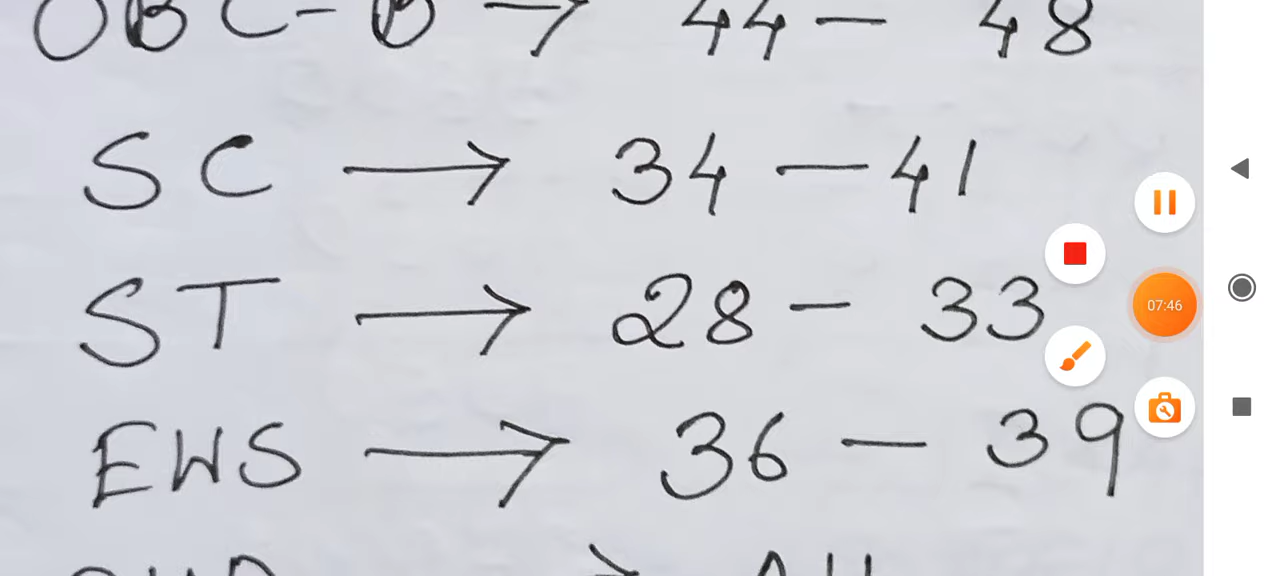 OBC-B → 44 - 48
SC → 34 - 41
ST → 28 - 33
EWS → 36 - 39
07:46